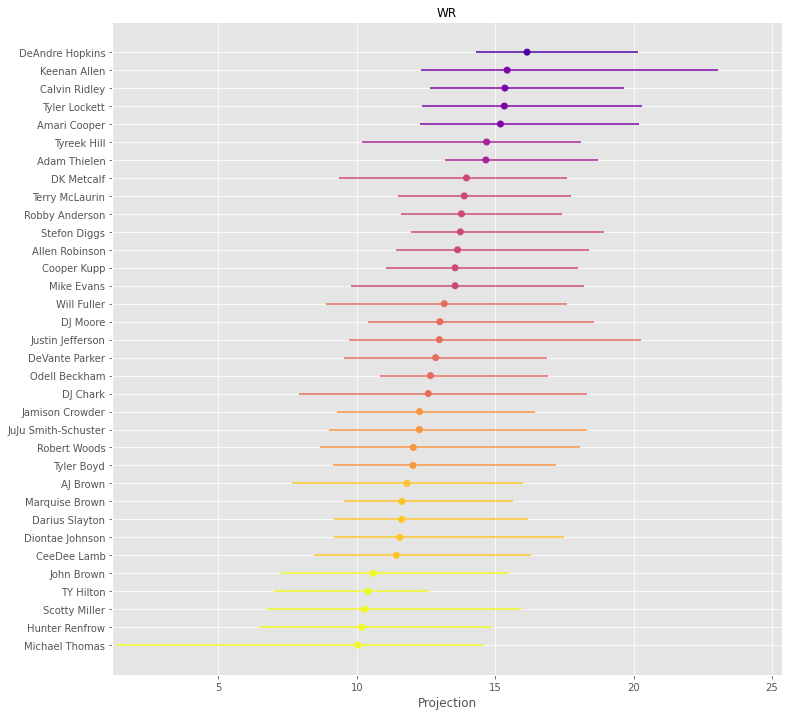 WR
DeAndre Hopkins
Keenan Allen
Calvin Ridley
Tyler Lockett
Amari Cooper
Tyreek Hill
Adam Thielen
DK Metcalf
Terry McLaurin
Robby Anderson
Stefon Diggs
Allen Robinson
Cooper Kupp
Mike Evans
Will Fuller
DJ Moore
Justin Jefferson
DeVante Parker
Odell Beckham
DJ Chark
Jamison Crowder
JuJu Smith-Schuster
Robert Woods
Tyler Boyd
AJ Brown
Marquise Brown
Darius Slayton
Diontae Johnson
CeeDee Lamb
John Brown
TY Hilton
Scotty Miller
Hunter Renfrow
Michael Thomas
5 10 15 20 25
Projection